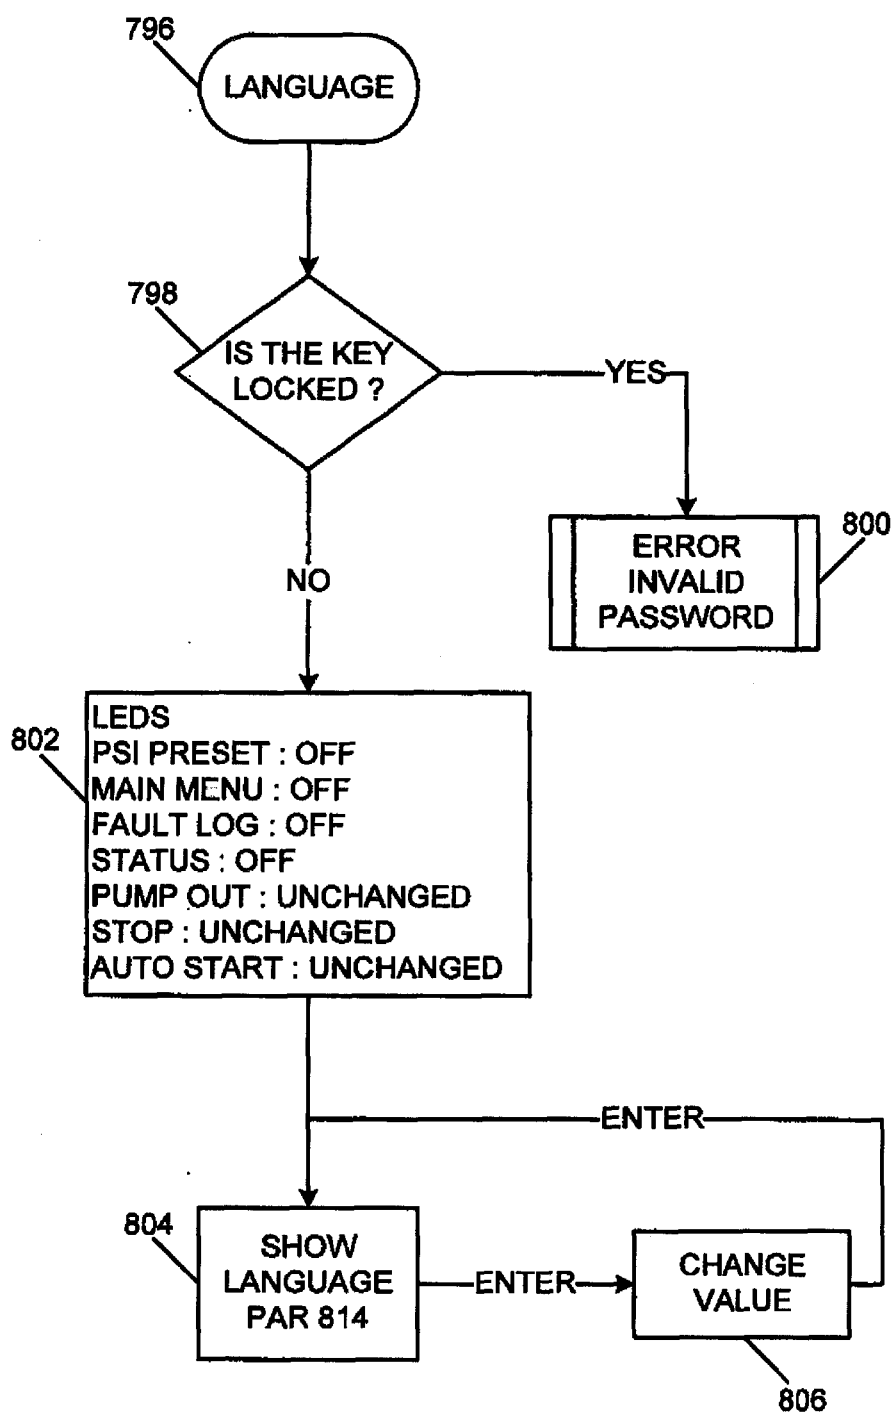 796
LANGUAGE
798
IS THE KEY
LOCKED ?
YES
800
ERROR
INVALID
PASSWORD
NO
802
LEDS
PSI PRESET : OFF
MAIN MENU : OFF
FAULT LOG : OFF
STATUS : OFF
PUMP OUT : UNCHANGED
STOP : UNCHANGED
AUTO START : UNCHANGED
ENTER
804
SHOW
LANGUAGE
PAR 814
ENTER
CHANGE
VALUE
806